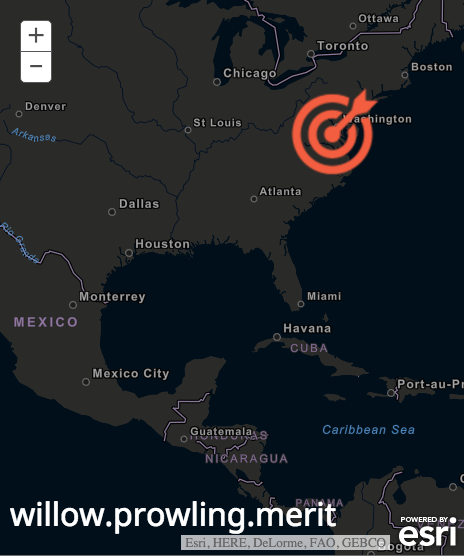 +
−
Ottawa
Toronto
Boston
Chicago
Denver
Washington
St Louis
Arkansas
Atlanta
Dallas
Houston
Rio Grande
Miami
Monterrey
MEXICO
Havana
CUBA
Mexico City
Port-au-Pr
Guatemala
HONDURAS
Caribbean Sea
NICARAGUA
PANAMA
willow.prowling.merit
POWERED BY
esri
Esri, HERE, DeLorme, FAO, GEBCO
Bogota